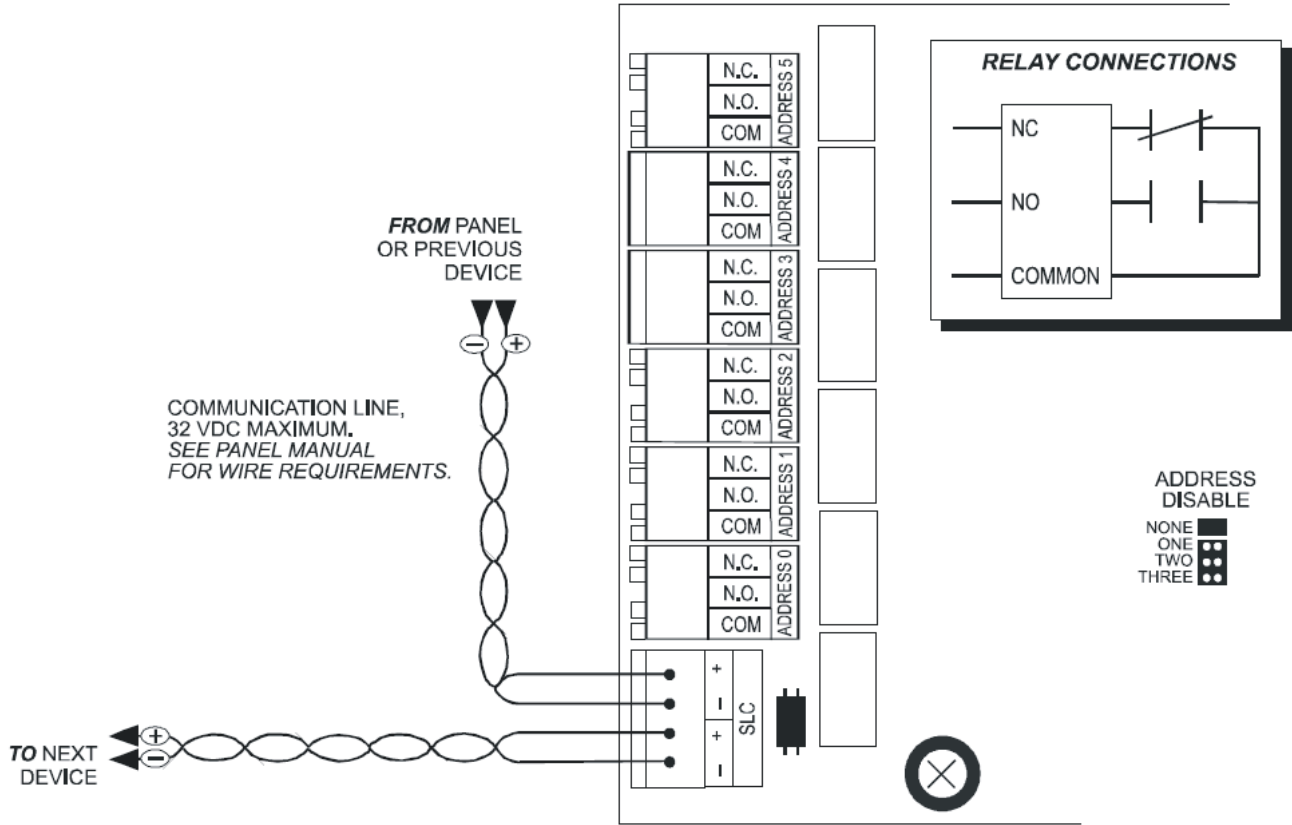 RELAY CONNECTIONS
NC
NO
COMMON
N.C.
N.O.
COM
ADDRESS 5
N.C.
N.O.
COM
ADDRESS 4
N.C.
N.O.
COM
ADDRESS 3
N.C.
N.O.
COM
ADDRESS 2
N.C.
N.O.
COM
ADDRESS 1
N.C.
N.O.
COM
ADDRESS 0
+
−
+
−
SLC
FROM PANEL
OR PREVIOUS
DEVICE
− +
COMMUNICATION LINE,
32 VDC MAXIMUM.
SEE PANEL MANUAL
FOR WIRE REQUIREMENTS.
+
−
TO NEXT
DEVICE
ADDRESS
DISABLE
NONE
ONE
TWO
THREE